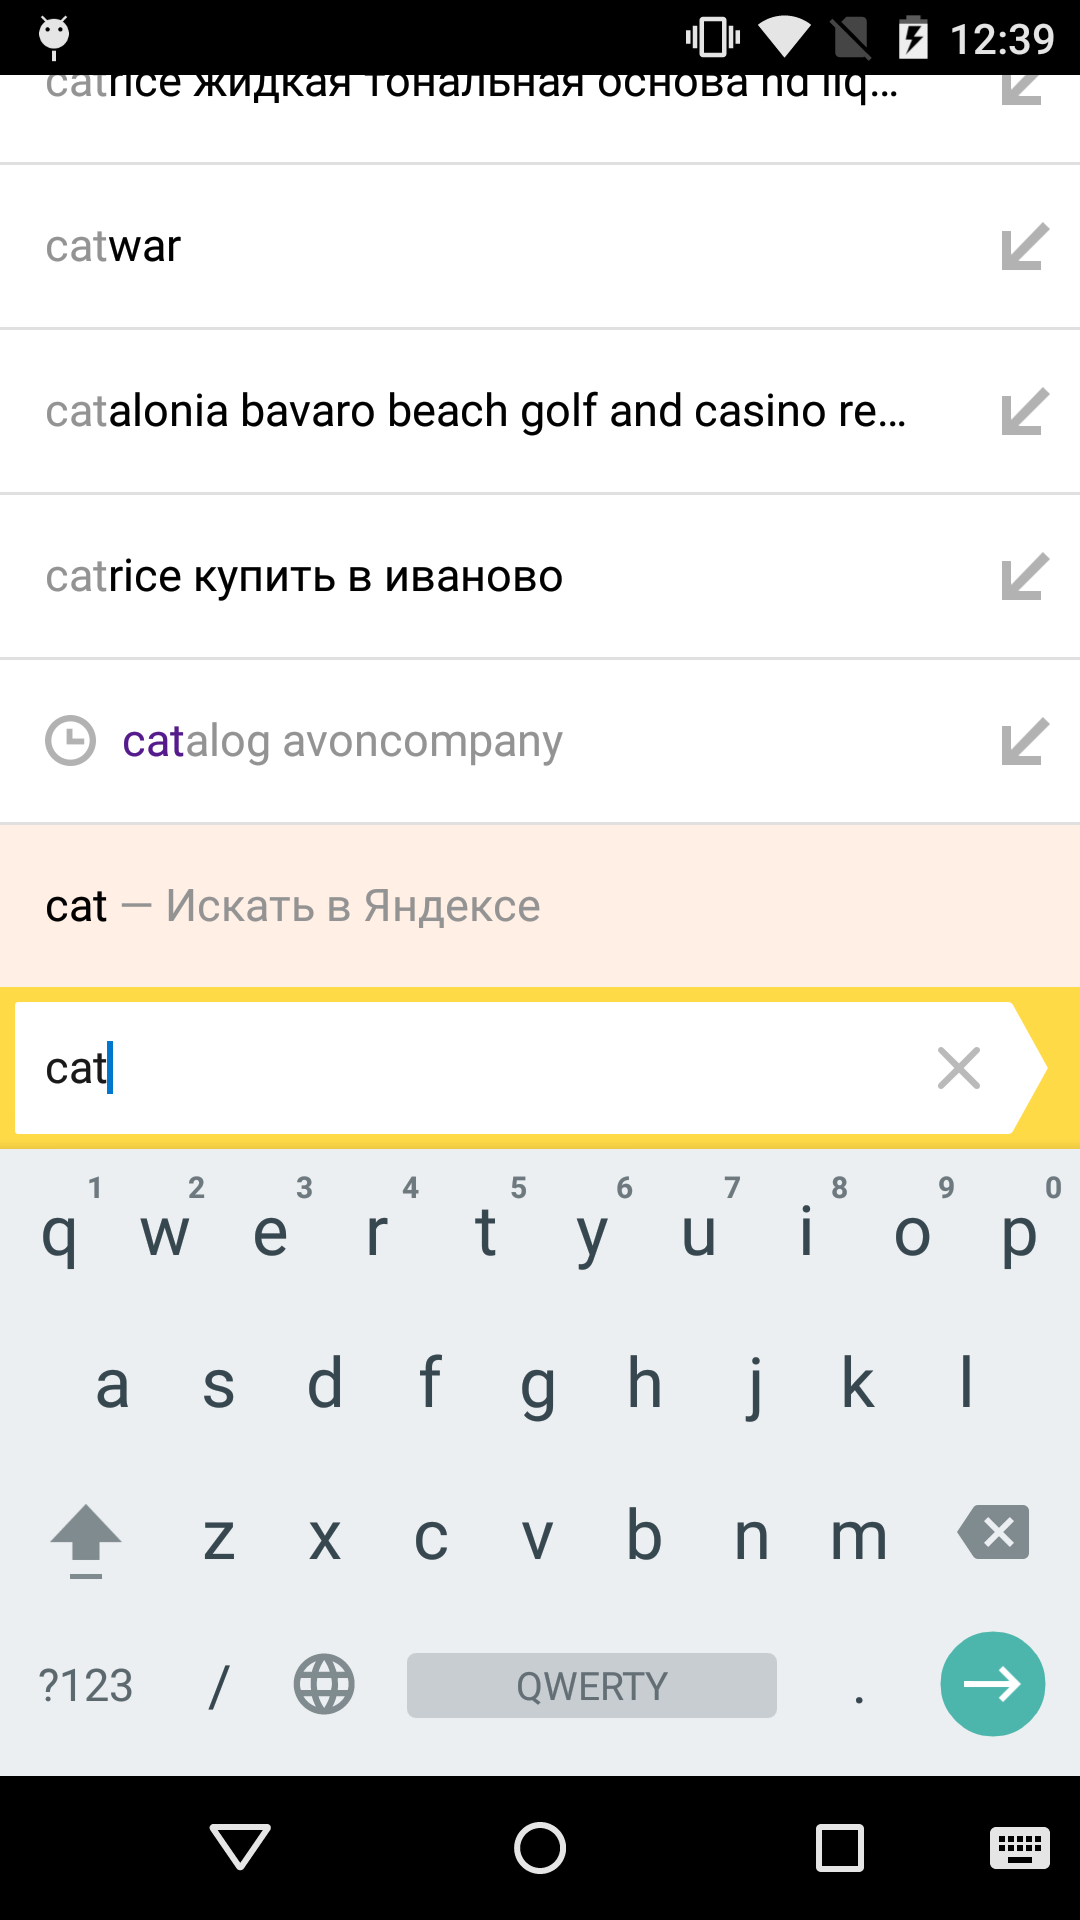 12:39
catrice жидкая тональная основа hd liq...
catwar
catalonia bavaro beach golf and casino re...
catrice купить в иваново
catalog avoncompany
cat — Искать в Яндексе
cat
1 2 3 4 5 6 7 8 9 0
q w e r t y u i o p
a s d f g h j k l
z x c v b n m
?123 / QWERTY .